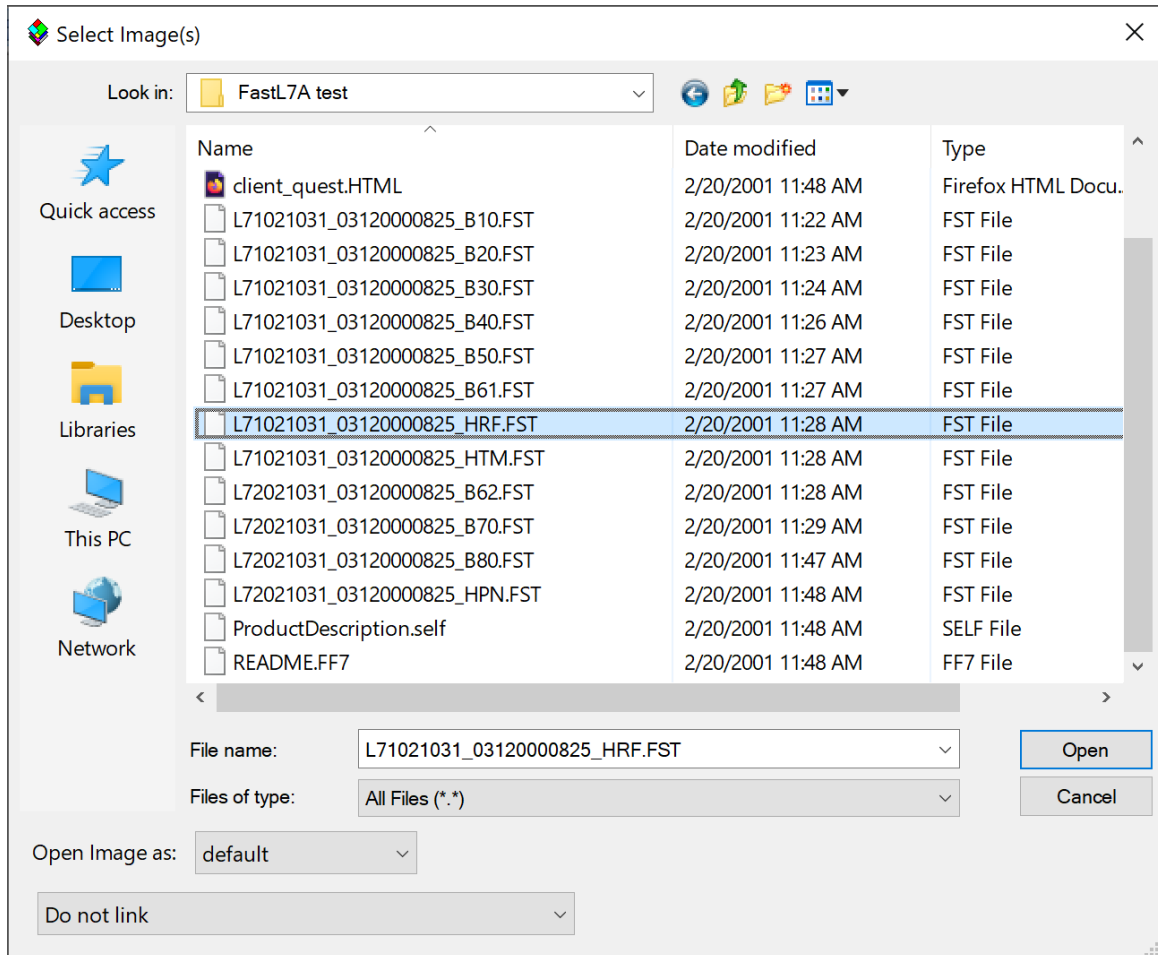 Select Image(s)
Look in: FastL7A test
Name Date modified Type
client_quest.HTML 2/20/2001 11:48 AM Firefox HTML Docu..
L71021031_03120000825_B10.FST 2/20/2001 11:22 AM FST File
L71021031_03120000825_B20.FST 2/20/2001 11:23 AM FST File
L71021031_03120000825_B30.FST 2/20/2001 11:24 AM FST File
L71021031_03120000825_B40.FST 2/20/2001 11:26 AM FST File
L71021031_03120000825_B50.FST 2/20/2001 11:27 AM FST File
L71021031_03120000825_B61.FST 2/20/2001 11:27 AM FST File
L71021031_03120000825_HRF.FST 2/20/2001 11:28 AM FST File
L71021031_03120000825_HTM.FST 2/20/2001 11:28 AM FST File
L72021031_03120000825_B62.FST 2/20/2001 11:28 AM FST File
L72021031_03120000825_B70.FST 2/20/2001 11:29 AM FST File
L72021031_03120000825_B80.FST 2/20/2001 11:47 AM FST File
L72021031_03120000825_HPN.FST 2/20/2001 11:48 AM FST File
ProductDescription.self 2/20/2001 11:48 AM SELF File
README.FF7 2/20/2001 11:48 AM FF7 File
Quick access
Desktop
Libraries
This PC
Network
File name: L71021031_03120000825_HRF.FST Open
Files of type: All Files (*.*) Cancel
Open Image as: default
Do not link